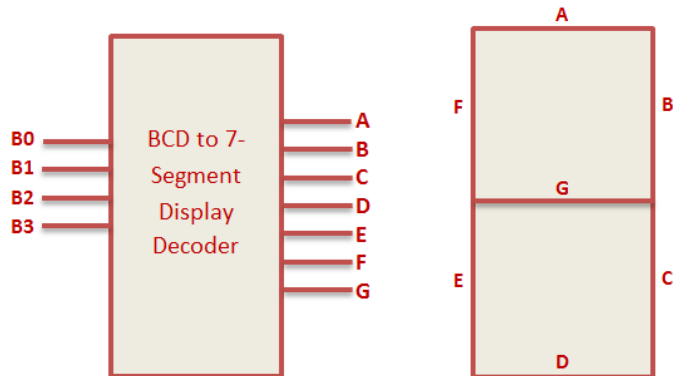 B0
B1
B2
B3
BCD to 7-
Segment
Display
Decoder
A
B
C
D
E
F
G
A
F
B
G
E
C
D